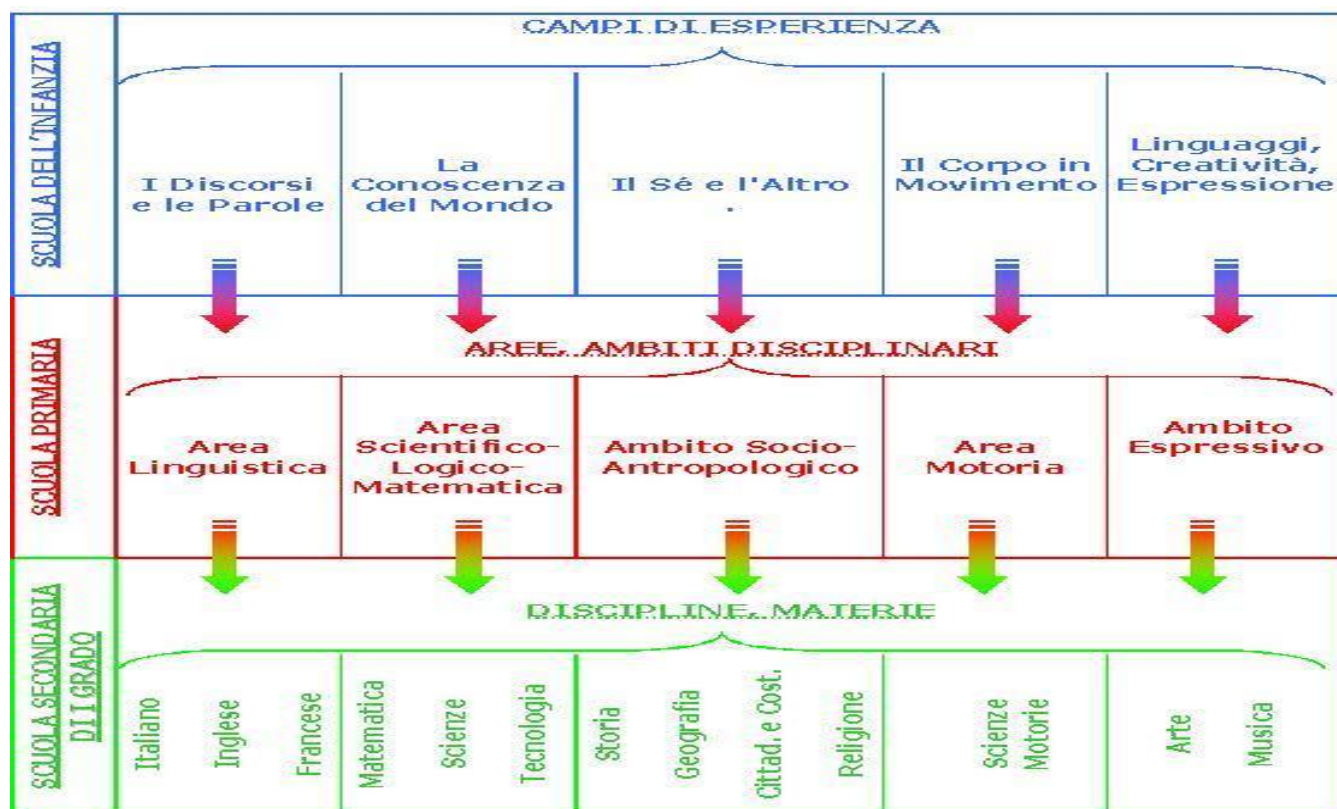 SCUOLA DELL'INFANZIA
CAMPI DI ESPERIENZA
I Discorsi
e le Parole
La
Conoscenza
del Mondo
Il Sé e l'Altro
.
Il Corpo in
Movimento
Linguaggi,
Creatività,
Espressione
SCUOLA PRIMARIA
AREE, AMBITI DISCIPLINARI
Area
Linguistica
Area
Scientifico-
Logico-
Matematica
Ambito Socio-
Antropologico
Area
Motoria
Ambito
Espressivo
SCUOLA SECONDARIA
DI I GRADO
DISCIPLINE, MATERIE
Italiano
Inglese
Francese
Matematica
Scienze
Tecnologia
Storia
Geografia
Cittad. e Cost.
Religione
Scienze
Motorie
Arte
Musica